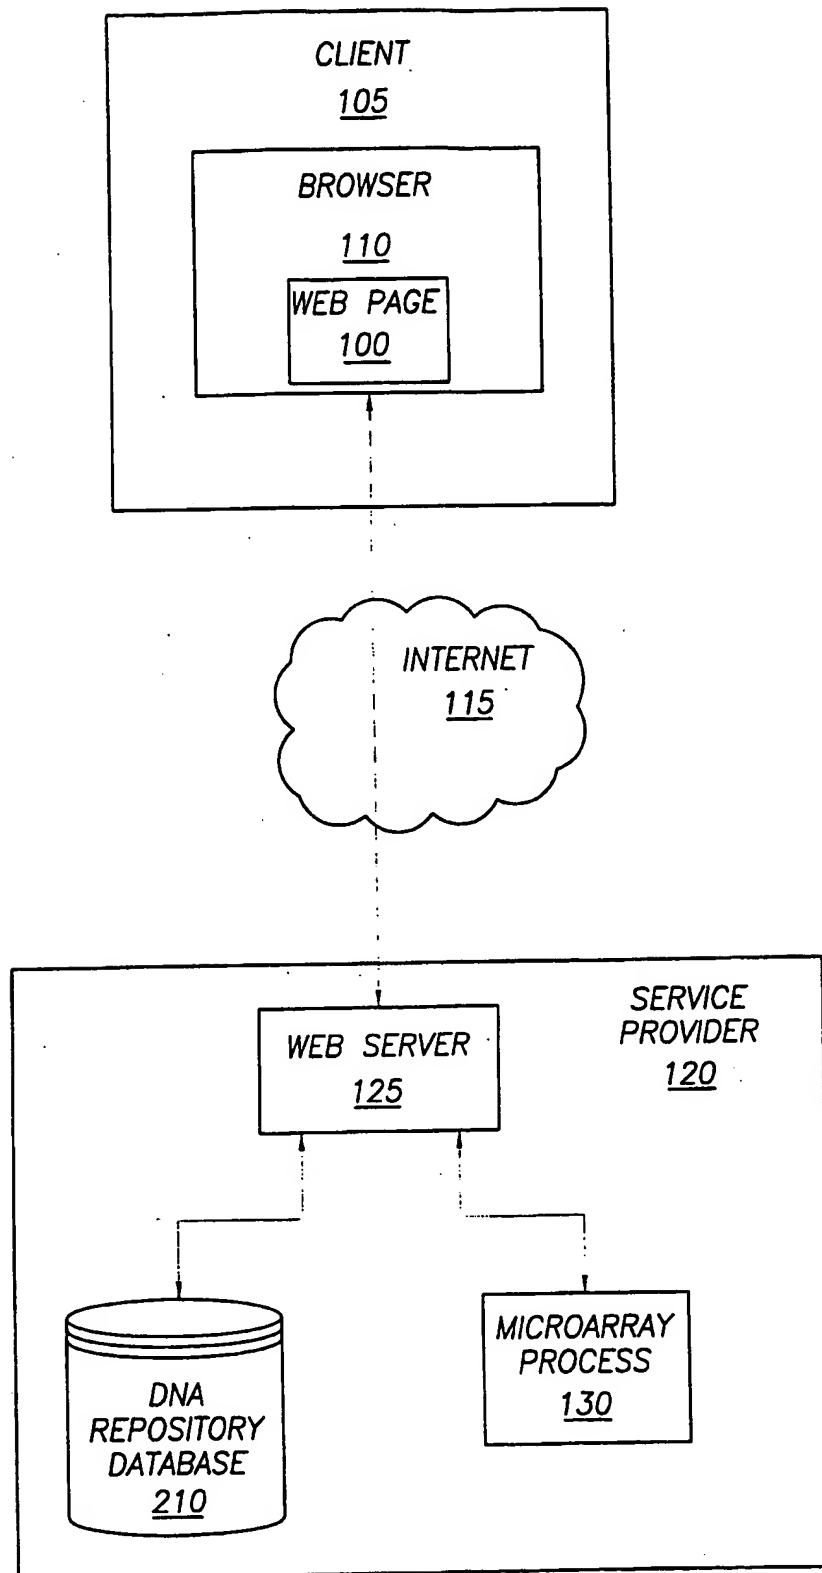 CLIENT
105
BROWSER
110
WEB PAGE
100
INTERNET
115
SERVICE
PROVIDER
120
WEB SERVER
125
DNA
REPOSITORY
DATABASE
210
MICROARRAY
PROCESS
130